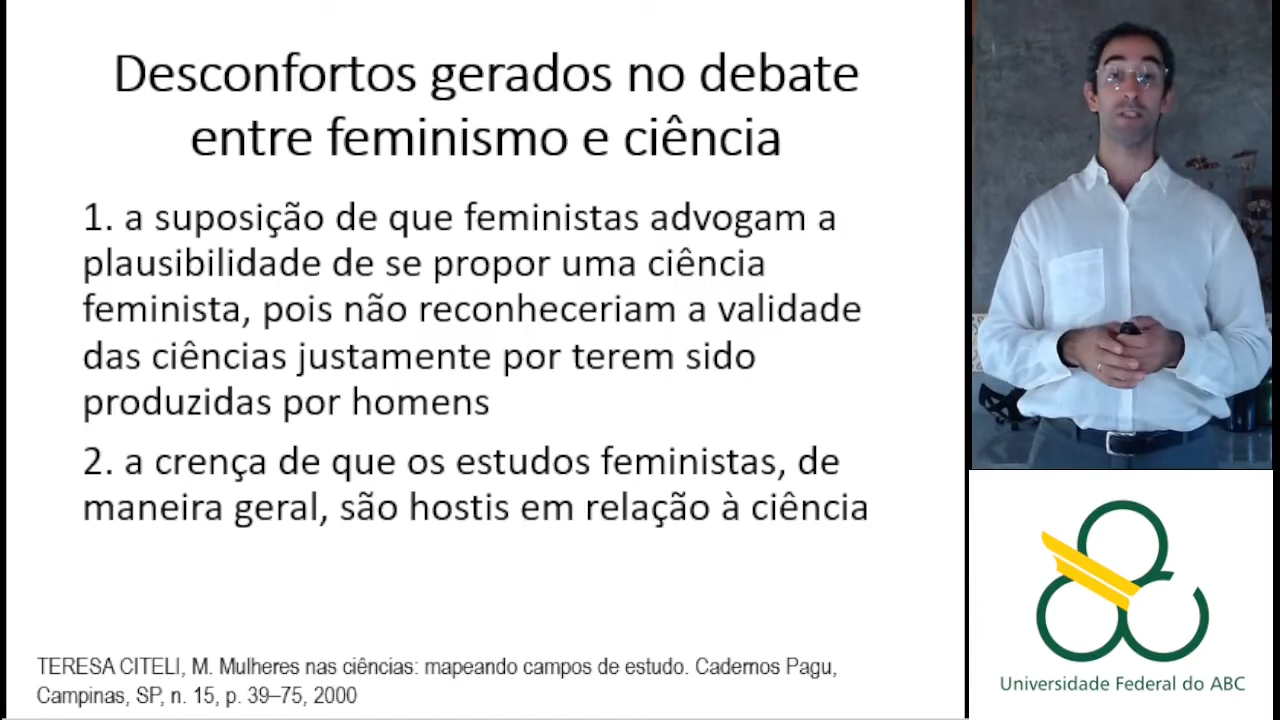 Desconfortos gerados no debate
entre feminismo e ciência
1. a suposição de que feministas advogam a
plausibilidade de se propor uma ciência
feminista, pois não reconheceriam a validade
das ciências justamente por terem sido
produzidas por homens
2. a crença de que os estudos feministas, de
maneira geral, são hostis em relação à ciência
TERESA CITELI, M. Mulheres nas ciências: mapeando campos de estudo. Cadernos Pagu,
Campinas, SP, n. 15, p. 39–75, 2000
Universidade Federal do ABC